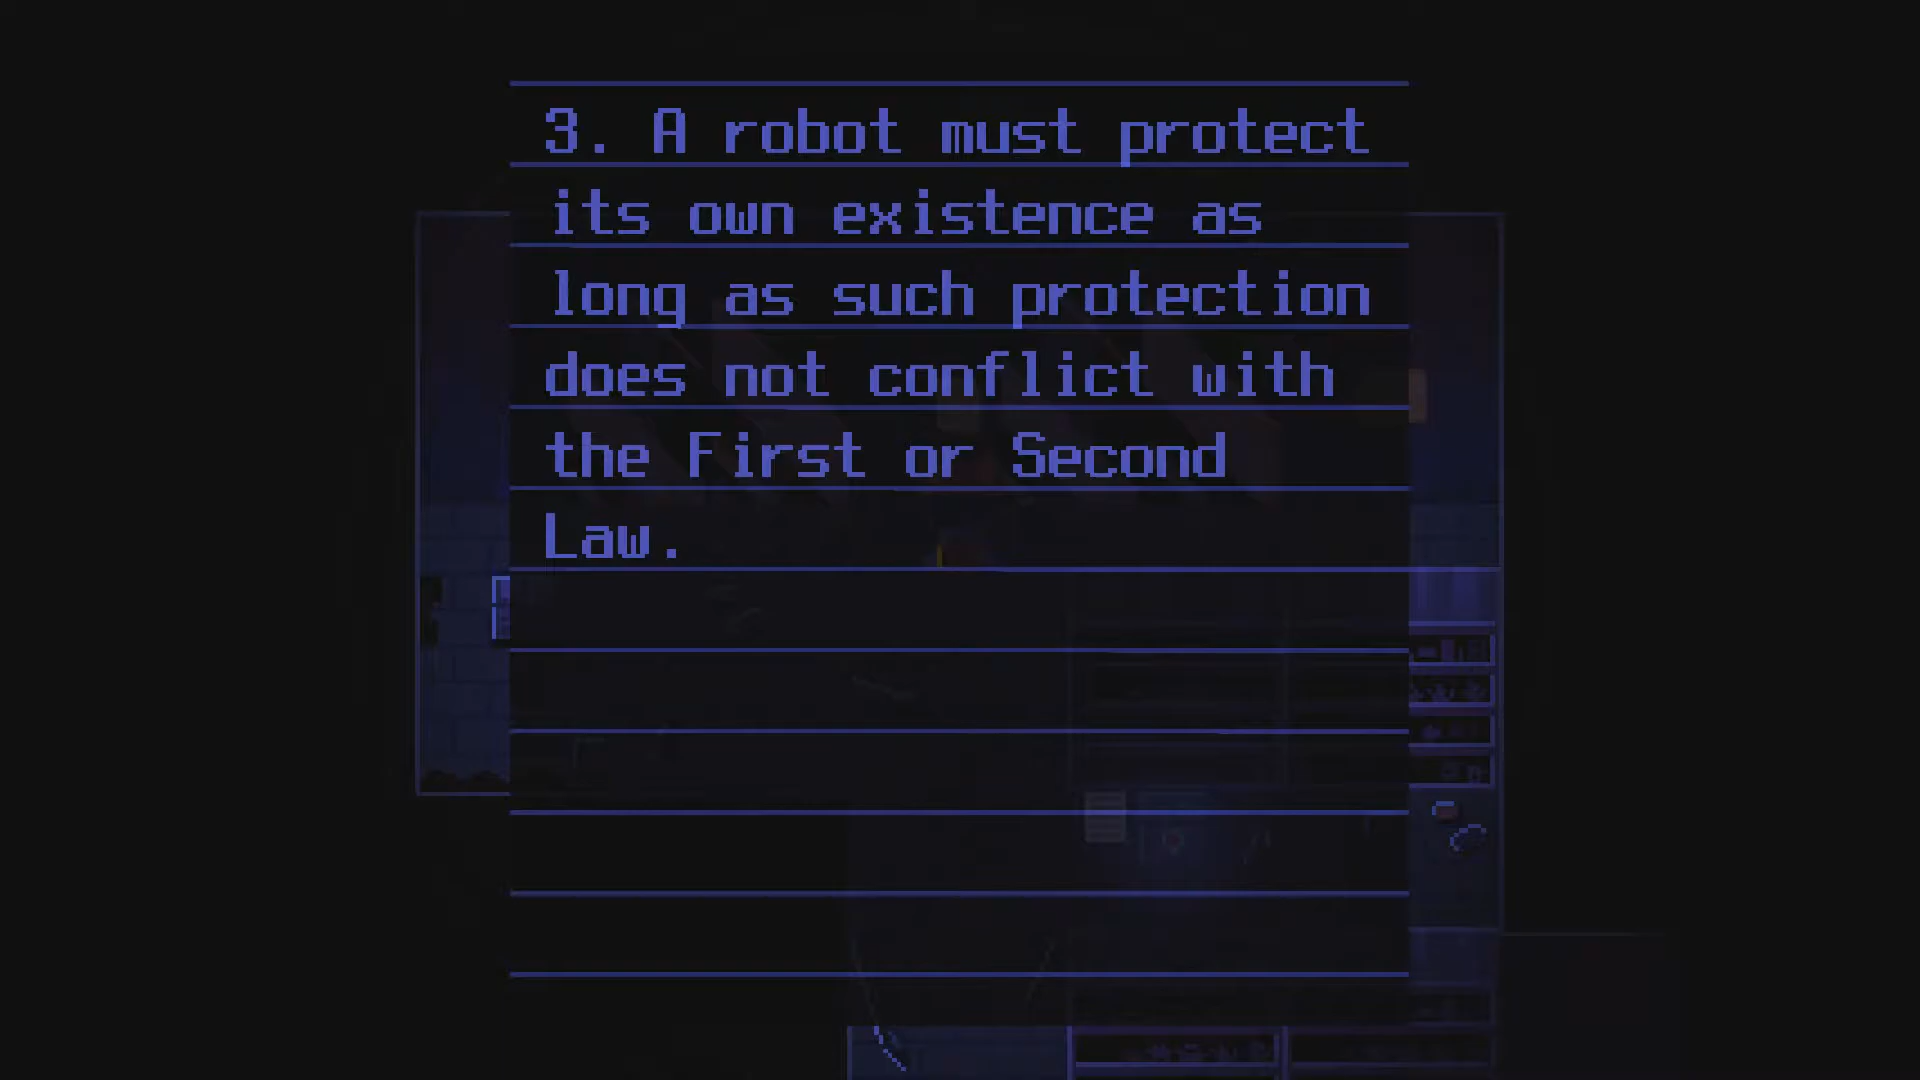 3. A robot must protect
its own existence as
long as such protection
does not conflict with
the First or Second
Law.